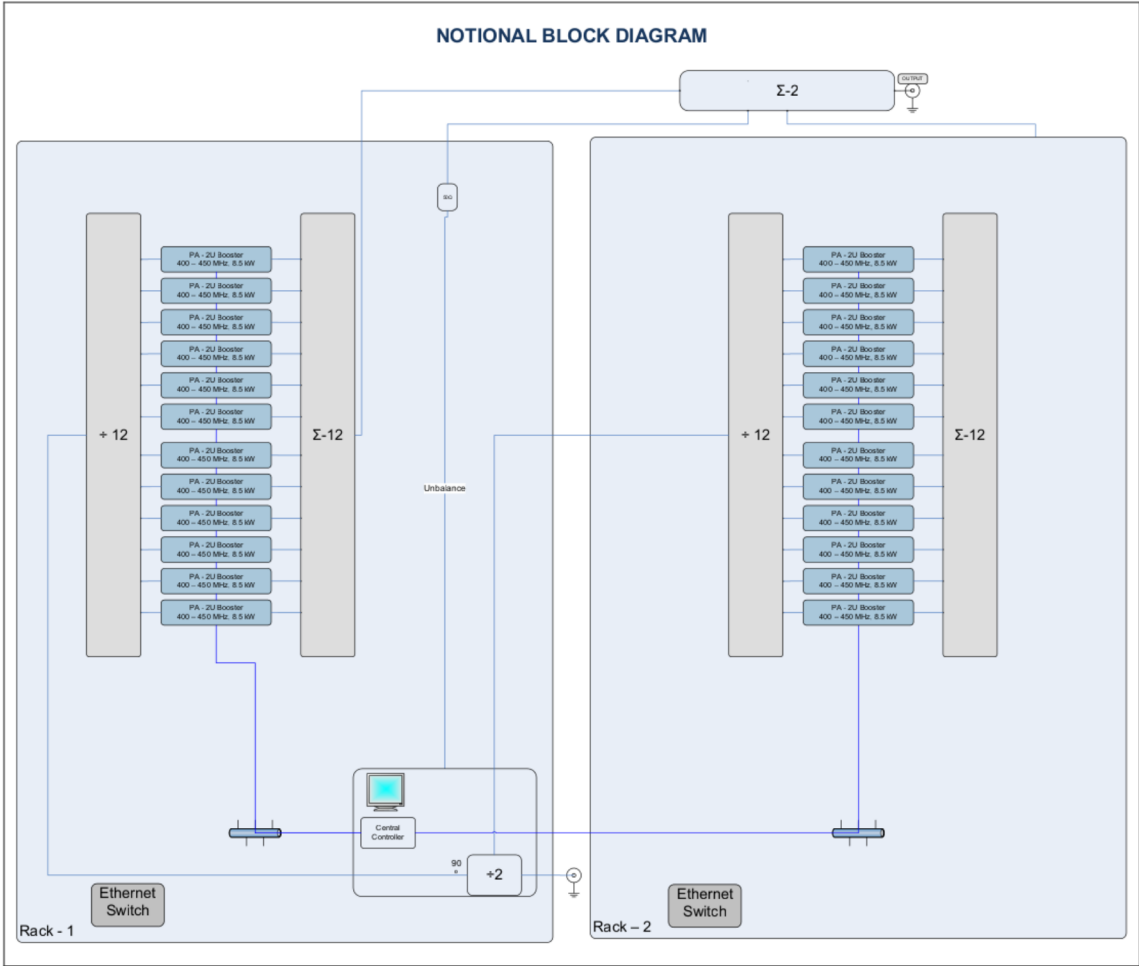 NOTIONAL BLOCK DIAGRAM
Σ-2
OUTPUT
÷ 12
PA - 2U Booster
400 – 450 MHz, 8.5 kW
PA - 2U Booster
400 – 450 MHz, 8.5 kW
PA - 2U Booster
400 – 450 MHz, 8.5 kW
PA - 2U Booster
400 – 450 MHz, 8.5 kW
PA - 2U Booster
400 – 450 MHz, 8.5 kW
PA - 2U Booster
400 – 450 MHz, 8.5 kW
PA - 2U Booster
400 – 450 MHz, 8.5 kW
PA - 2U Booster
400 – 450 MHz, 8.5 kW
PA - 2U Booster
400 – 450 MHz, 8.5 kW
PA - 2U Booster
400 – 450 MHz, 8.5 kW
PA - 2U Booster
400 – 450 MHz, 8.5 kW
PA - 2U Booster
400 – 450 MHz, 8.5 kW
Σ-12
Unbalance
Central
Controller
90
°
÷2
Ethernet
Switch
Rack - 1
÷ 12
PA - 2U Booster
400 – 450 MHz, 8.5 kW
PA - 2U Booster
400 – 450 MHz, 8.5 kW
PA - 2U Booster
400 – 450 MHz, 8.5 kW
PA - 2U Booster
400 – 450 MHz, 8.5 kW
PA - 2U Booster
400 – 450 MHz, 8.5 kW
PA - 2U Booster
400 – 450 MHz, 8.5 kW
PA - 2U Booster
400 – 450 MHz, 8.5 kW
PA - 2U Booster
400 – 450 MHz, 8.5 kW
PA - 2U Booster
400 – 450 MHz, 8.5 kW
PA - 2U Booster
400 – 450 MHz, 8.5 kW
PA - 2U Booster
400 – 450 MHz, 8.5 kW
PA - 2U Booster
400 – 450 MHz, 8.5 kW
Σ-12
Ethernet
Switch
Rack – 2